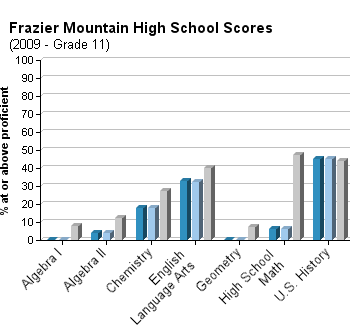 Frazier Mountain High School Scores
(2009 - Grade 11)
% at or above proficient
100
90
80
70
60
50
40
30
20
10
0
Algebra I
Algebra II
Chemistry
English
Language Arts
Geometry
High School
Math
U.S. History